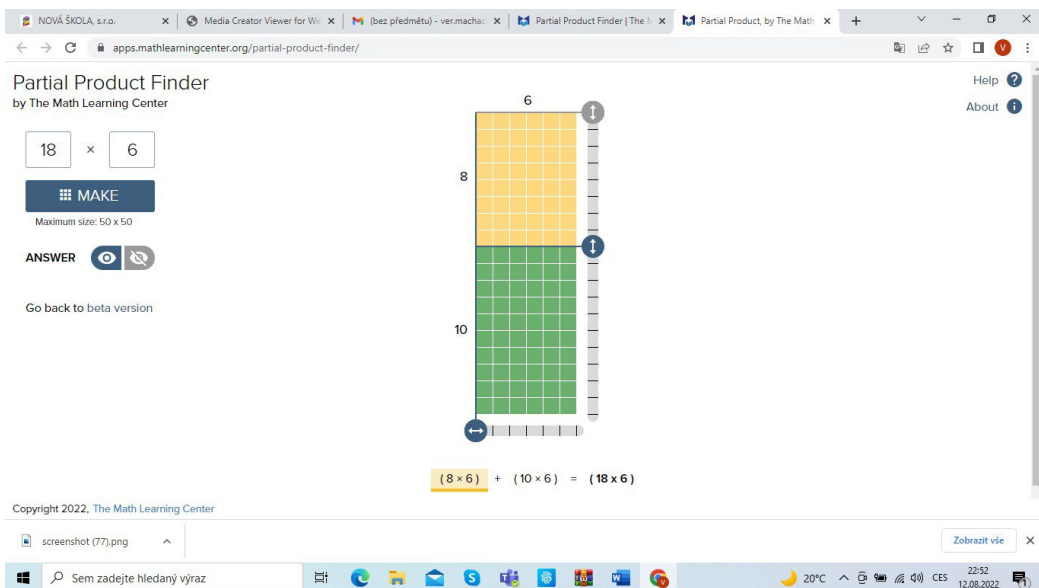 NOVÁ ŠKOLA, s.r.o.
Media Creator Viewer for We
(bez předmětu) - ver.machac
Partial Product Finder | The
Partial Product, by The Math
apps.mathlearningcenter.org/partial-product-finder/
V
Partial Product Finder
by The Math Learning Center
Help ?
About i
18 × 6
MAKE
Maximum size: 50 x 50
ANSWER
Go back to beta version
6
8
10
( 8 × 6 ) + ( 10 × 6 ) = ( 18 x 6 )
Copyright 2022, The Math Learning Center
screenshot (77).png
Zobrazit vše
Sem zadejte hledaný výraz
20°C
CES
22:52
12.08.2022